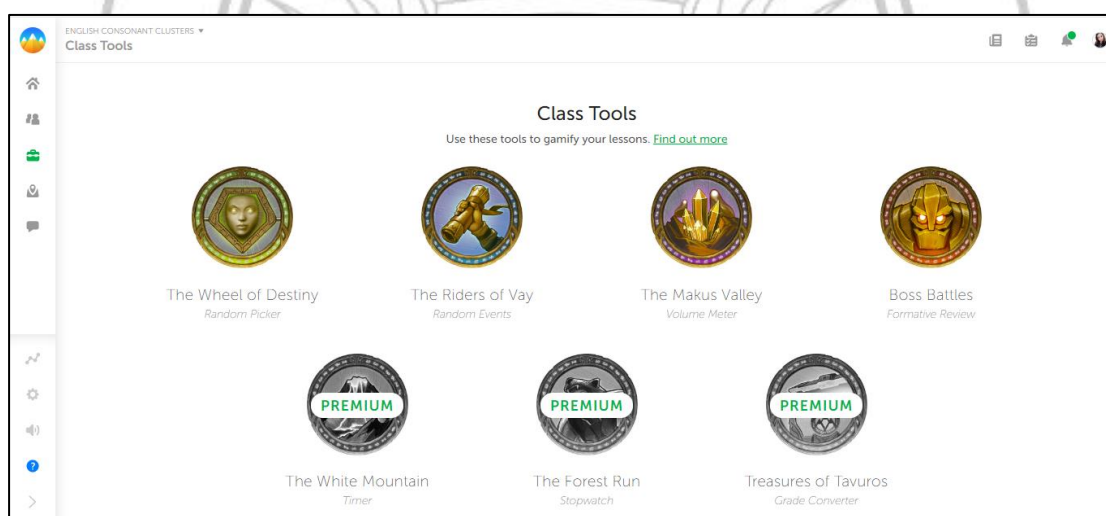 ENGLISH CONSONANT CLUSTERS
Class Tools
Class Tools
Use these tools to gamify your lessons. Find out more
The Wheel of Destiny
Random Picker
The Riders of Vay
Random Events
The Makus Valley
Volume Meter
Boss Battles
Formative Review
PREMIUM
PREMIUM
PREMIUM
The White Mountain
Timer
The Forest Run
Stopwatch
Treasures of Tavuros
Grade Converter